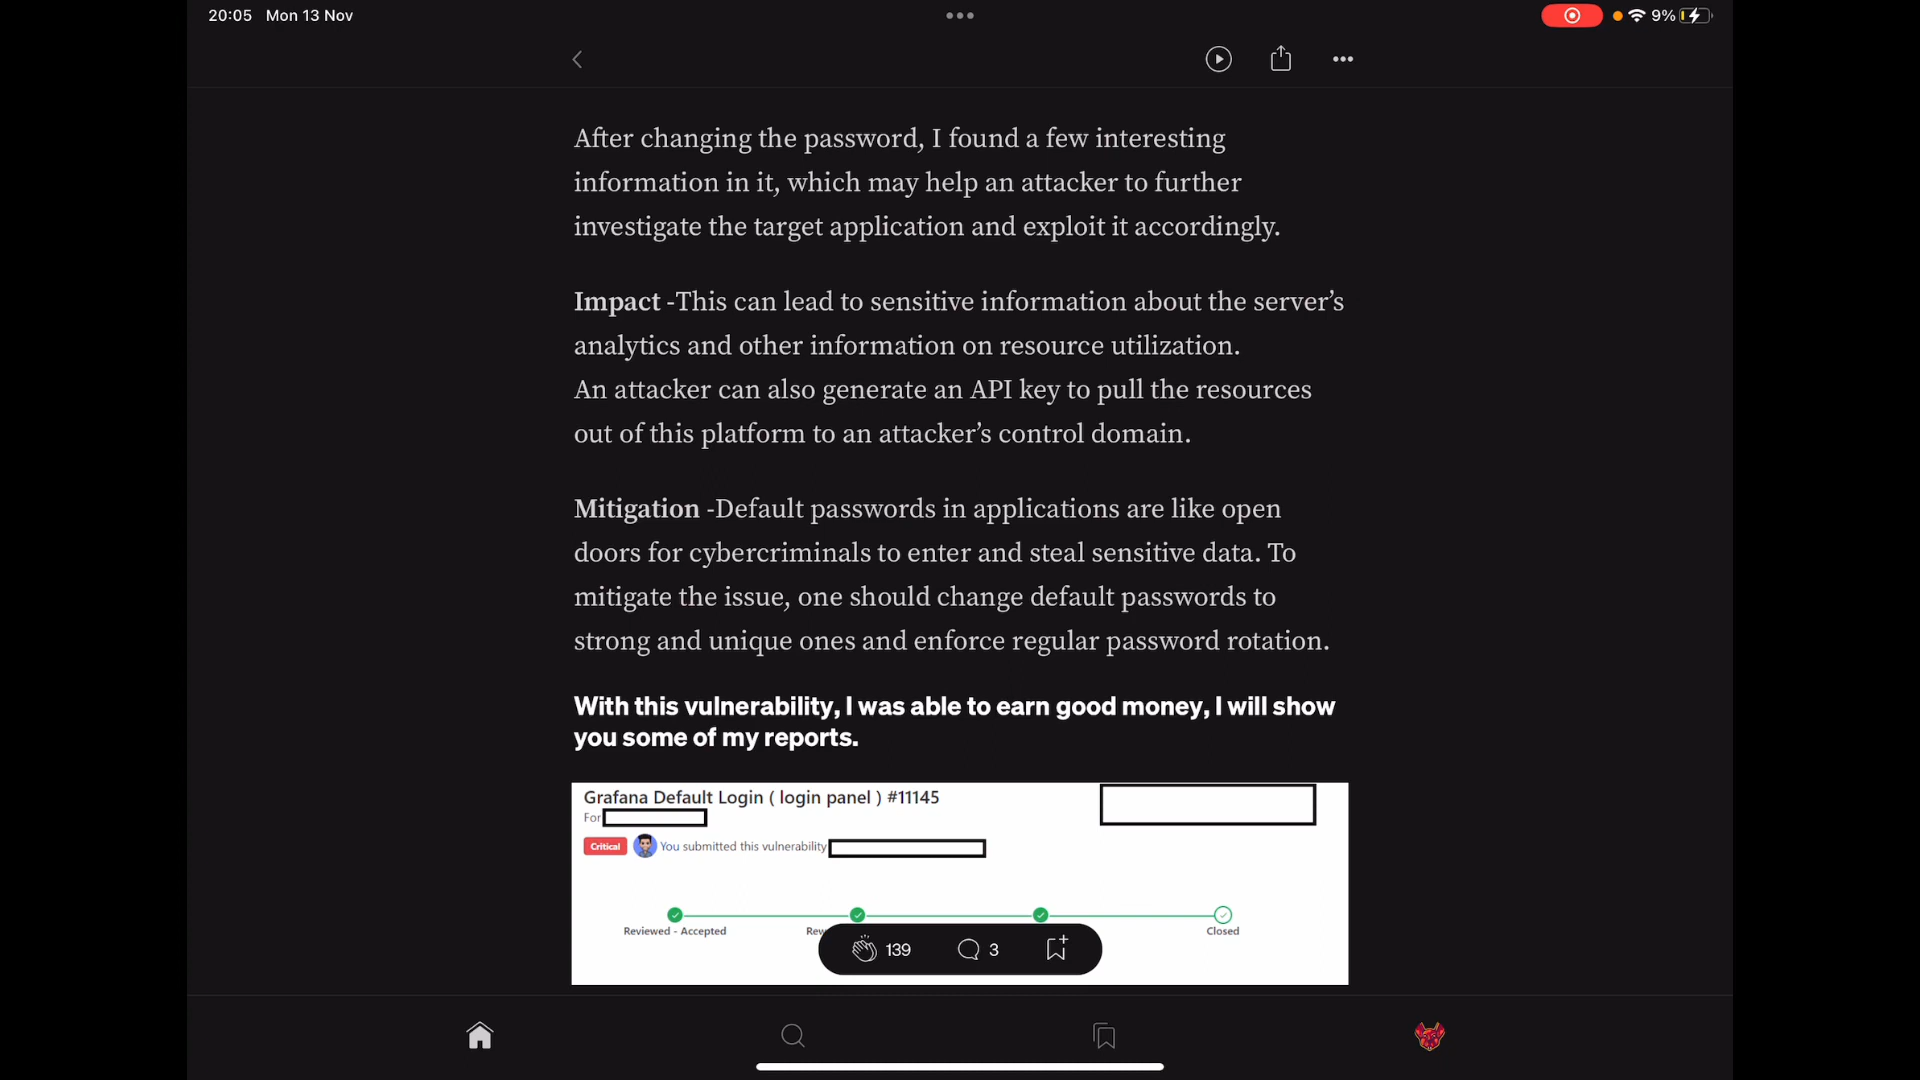 20:05 Mon 13 Nov
9%
After changing the password, I found a few interesting
information in it, which may help an attacker to further
investigate the target application and exploit it accordingly.
Impact -This can lead to sensitive information about the server’s
analytics and other information on resource utilization.
An attacker can also generate an API key to pull the resources
out of this platform to an attacker’s control domain.
Mitigation -Default passwords in applications are like open
doors for cybercriminals to enter and steal sensitive data. To
mitigate the issue, one should change default passwords to
strong and unique ones and enforce regular password rotation.
With this vulnerability, I was able to earn good money, I will show
you some of my reports.
Grafana Default Login ( login panel ) #11145
For
Critical You submitted this vulnerability
Reviewed - Accepted Closed
139 3